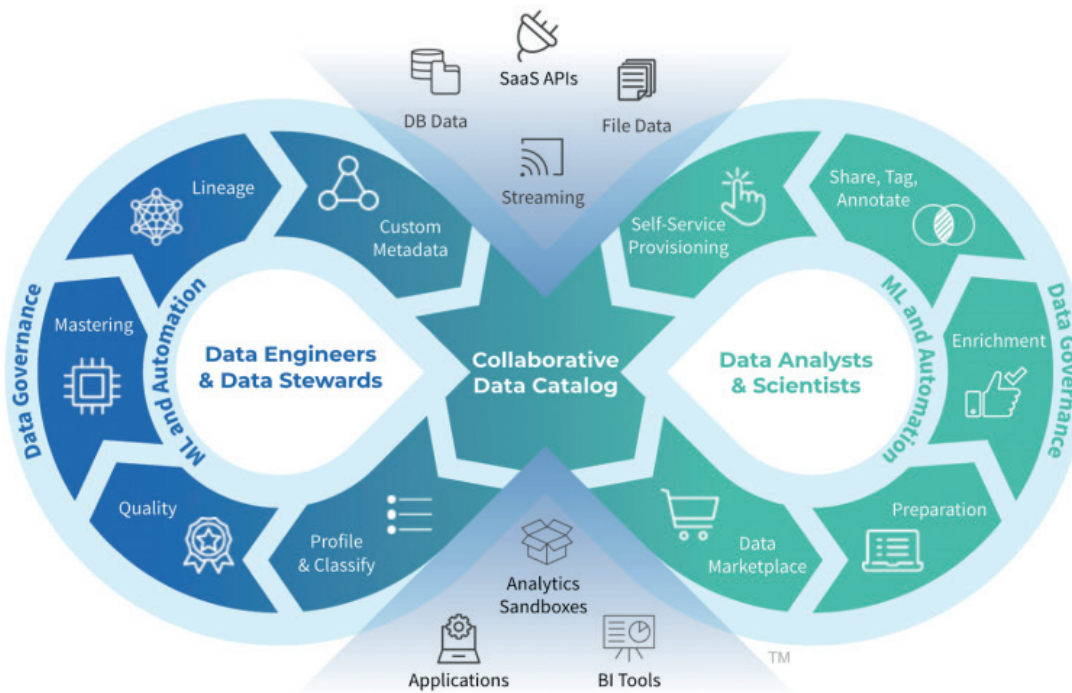 SaaS APIs
DB Data
File Data
Streaming
Lineage
Custom
Metadata
Mastering
Quality
Profile
& Classify
Data Governance
ML and Automation
Data Engineers
& Data Stewards
Collaborative
Data Catalog
Self-Service
Provisioning
Share, Tag,
Annotate
Enrichment
Preparation
Data
Marketplace
Data Analysts
& Scientists
ML and Automation
Data Governance
Analytics
Sandboxes
Applications
BI Tools
TM